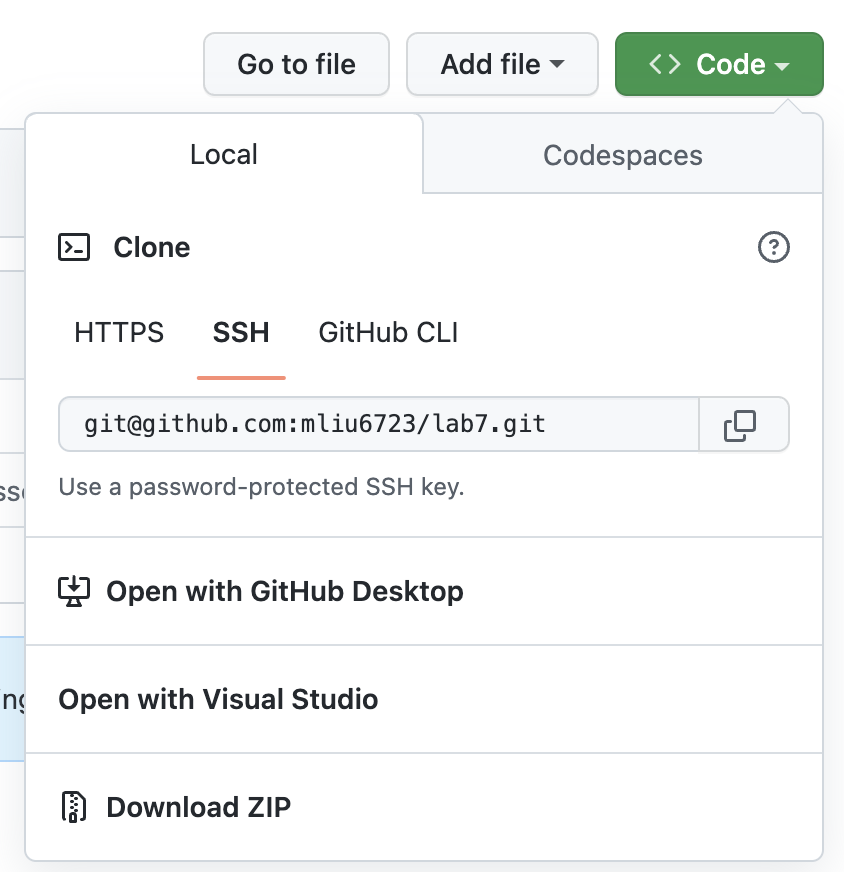 Go to file
Add file
<> Code
Local
Codespaces
Clone
HTTPS
SSH
GitHub CLI
git@github.com:mliu6723/lab7.git
Use a password-protected SSH key.
Open with GitHub Desktop
Open with Visual Studio
Download ZIP